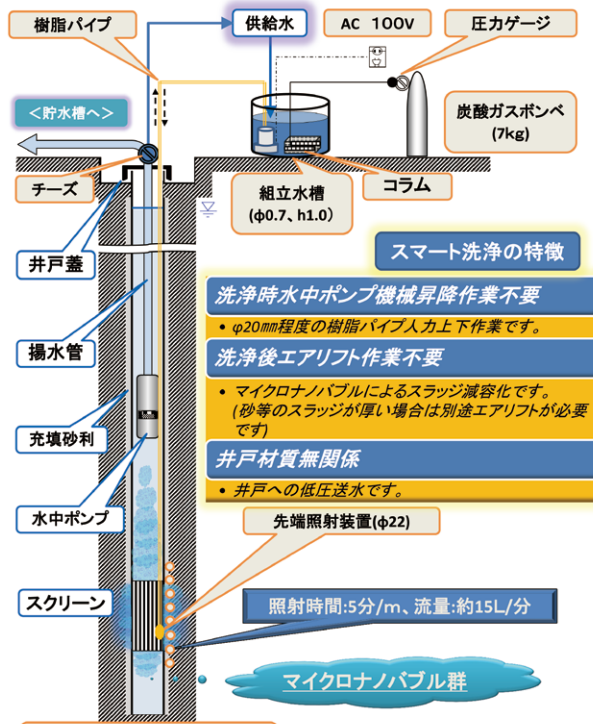 樹脂パイプ
供給水
AC 100V
圧力ゲージ
<貯水槽へ>
炭酸ガスボンベ
(7kg)
チーズ
組立水槽
(φ0.7、h1.0)
コラム
井戸蓋
スマート洗浄の特徴
洗浄時水中ポンプ機械昇降作業不要
• φ20㎜程度の樹脂パイプ人力上下作業です。
揚水管
洗浄後エアリフト作業不要
• マイクロナノバブルによるスラッジ減容化です。
(砂等のスラッジが厚い場合は別途エアリフトが必要
です)
充填砂利
井戸材質無関係
• 井戸への低圧送水です。
水中ポンプ
先端照射装置(φ22)
スクリーン
照射時間:5分/m、流量:約15L/分
マイクロナノバブル群